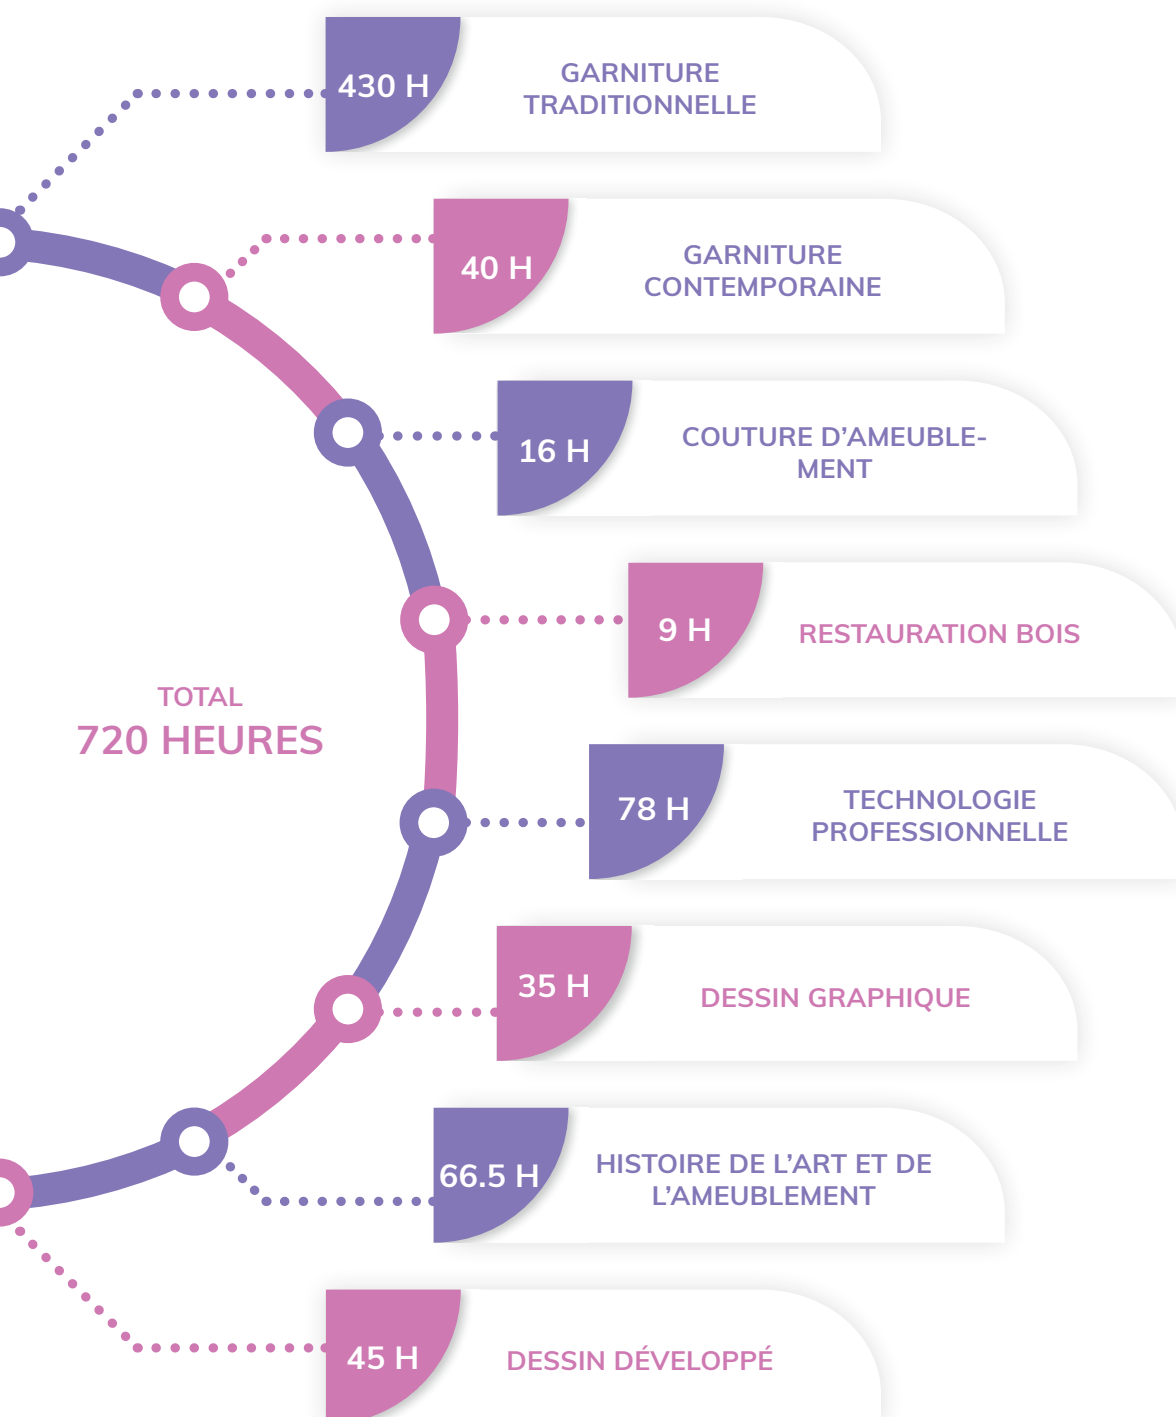 430 H
GARNITURE
TRADITIONNELLE
40 H
GARNITURE
CONTEMPORAINE
16 H
COUTURE D’AMEUBLE-
MENT
9 H
RESTAURATION BOIS
TOTAL
720 HEURES
78 H
TECHNOLOGIE
PROFESSIONNELLE
35 H
DESSIN GRAPHIQUE
66.5 H
HISTOIRE DE L’ART ET DE
L’AMEUBLEMENT
45 H
DESSIN DÉVELOPPÉ